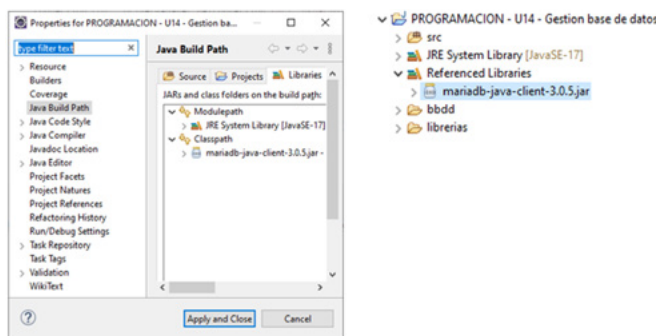 Properties for PROGRAMACION - U14 - Gestion ba...
type filter text
Resource
Builders
Coverage
Java Build Path
Java Code Style
Java Compiler
Javadoc Location
Java Editor
Project Facets
Project Natures
Project References
Refactoring History
Run/Debug Settings
Task Repository
Task Tags
Validation
WikiText
Java Build Path
Source Projects Libraries
JARs and class folders on the build path:
Modulepath
JRE System Library [JavaSE-17]
Classpath
mariadb-java-client-3.0.5.jar -
Apply and Close Cancel
PROGRAMACION - U14 - Gestion base de datos
src
JRE System Library [JavaSE-17]
Referenced Libraries
mariadb-java-client-3.0.5.jar
bbdd
librerias